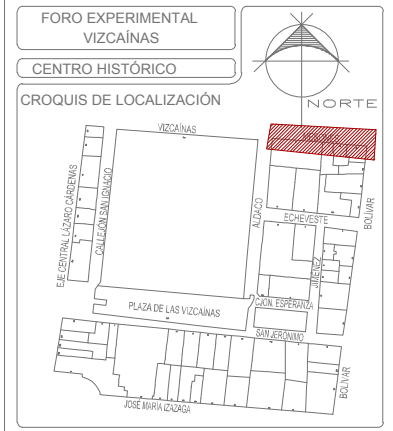 FORO EXPERIMENTAL
VIZCAÍNAS
CENTRO HISTÓRICO
CROQUIS DE LOCALIZACIÓN
NORTE
VIZCAÍNAS
EJE CENTRAL LÁZARO CÁRDENAS
CALLEJÓN SAN IGNACIO
ALDACO
ECHEVESTE
BOLÍVAR
JIMÉNEZ
CJON. ESPERANZA
PLAZA DE LAS VIZCAÍNAS
SAN JERÓNIMO
BOLÍVAR
JOSÉ MARÍA IZAZAGA